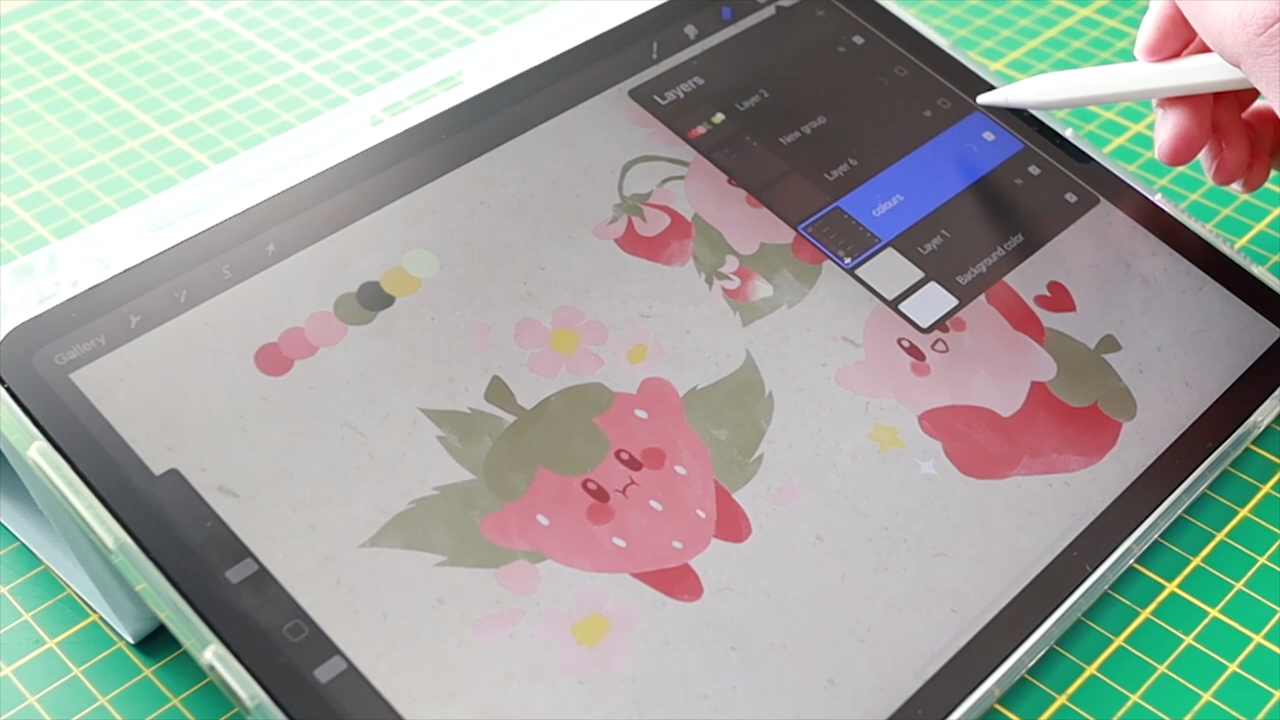 Gallery
S
Layers
Layer 2
N
New group
Layer 6
colours
Layer 1
N
Background color